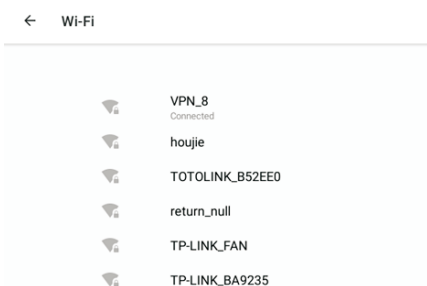 Wi-Fi
VPN_8
Connected
houjie
TOTOLINK_B52EE0
return_null
TP-LINK_FAN
TP-LINK_BA9235